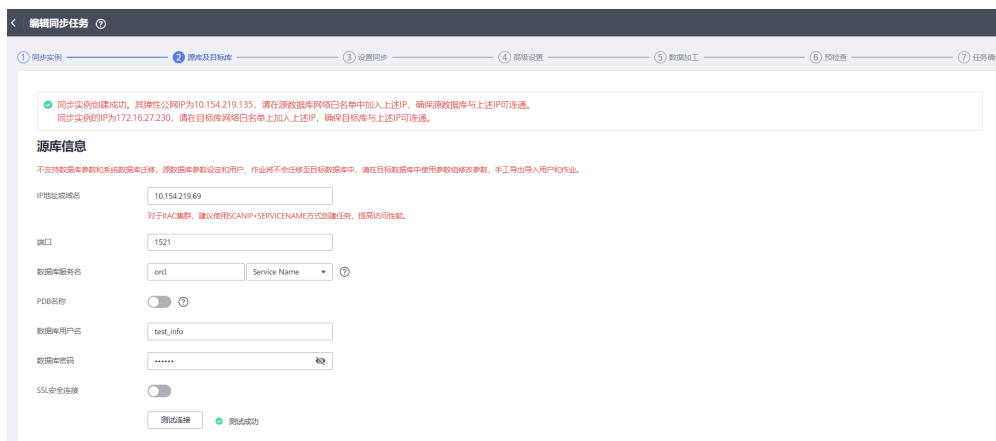 编辑同步任务
1 同步实例
2 源库及目标库
3 设置同步
4 高级设置
5 数据加工
6 预检查
7 任务确
同步实例创建成功。其弹性公网IP为10.154.219.135，请在源数据库网络白名单中加入上述IP，确保源数据库与上述IP可连通。
同步实例的IP为172.16.27.230，请在目标库网络白名单上加入上述IP，确保目标库与上述IP可连通。
源库信息
不支持数据库参数和系统数据库迁移，源数据库参数设定和用户，作业将不会迁移至目标数据库中，请在目标数据库中使用参数组修改参数，手工导出导入用户和作业。
IP地址或域名 10.154.219.69
对于RAC集群，建议使用SCANIP+SERVICENAME方式创建任务，提高访问性能。
端口 1521
数据库服务名 orcl Service Name
PDB名称
数据库用户名 test_info
数据库密码 ••••••
SSL安全连接
测试连接 测试成功